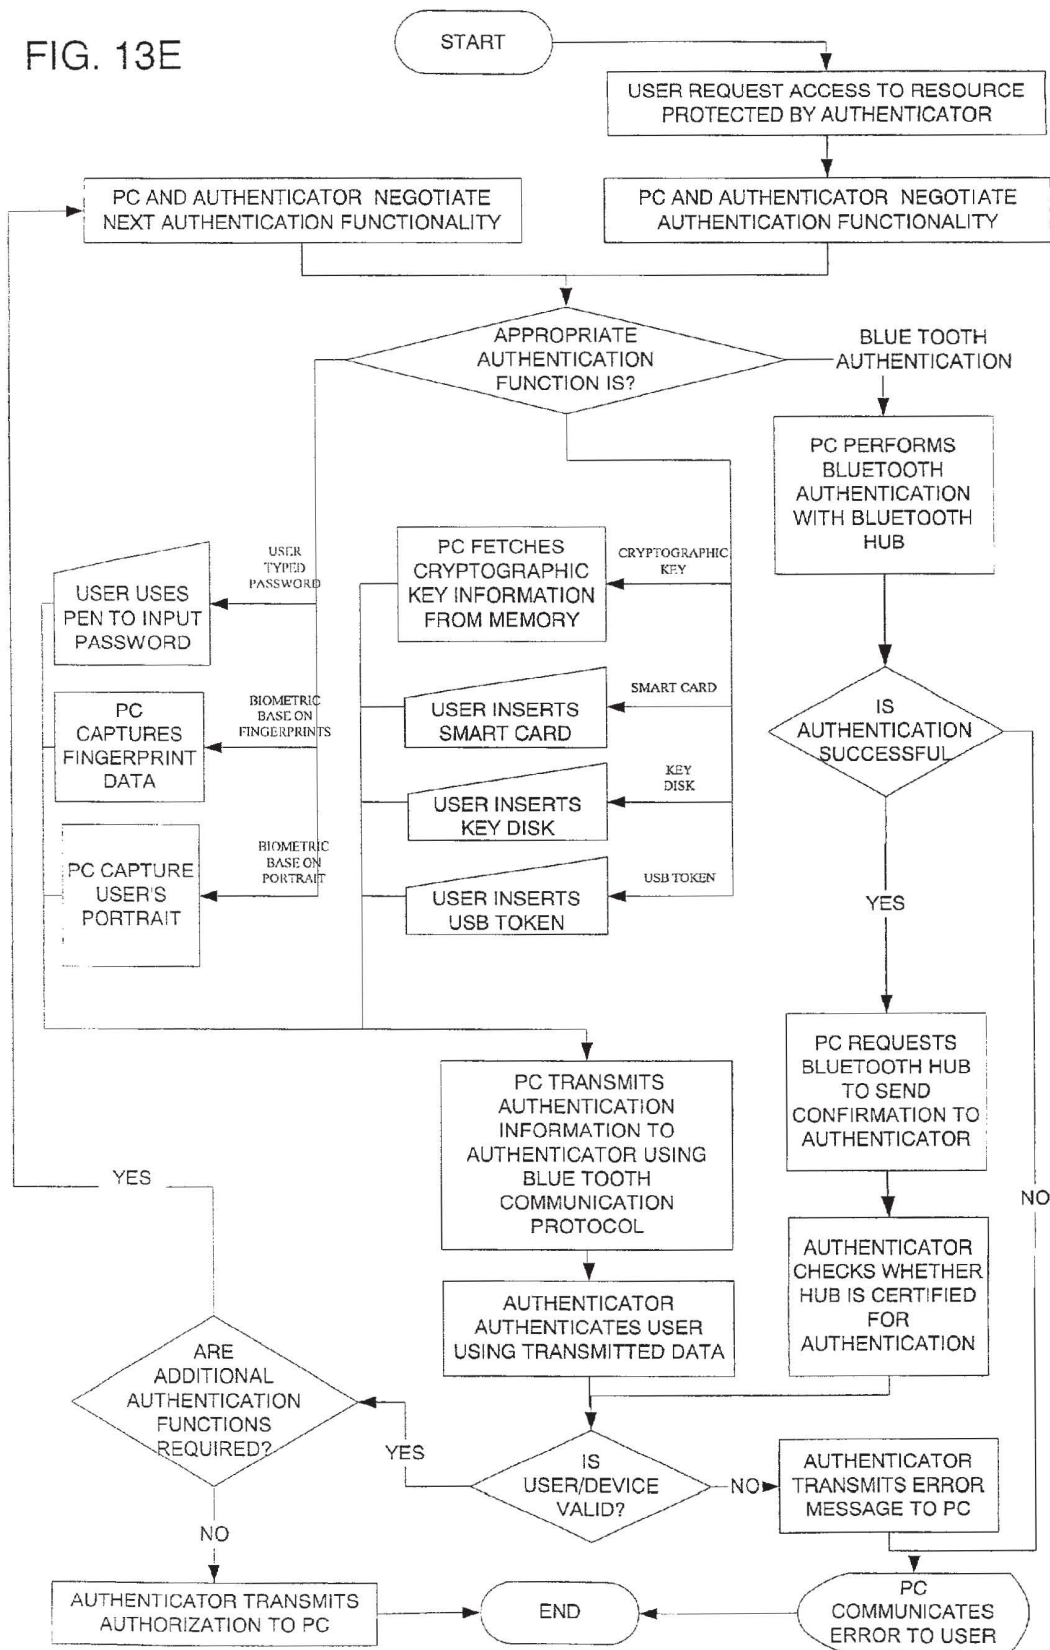 FIG. 13E
START
USER REQUEST ACCESS TO RESOURCE
PROTECTED BY AUTHENTICATOR
PC AND AUTHENTICATOR NEGOTIATE
NEXT AUTHENTICATION FUNCTIONALITY
PC AND AUTHENTICATOR NEGOTIATE
AUTHENTICATION FUNCTIONALITY
APPROPRIATE
AUTHENTICATION
FUNCTION IS?
BLUE TOOTH
AUTHENTICATION
PC PERFORMS
BLUETOOTH
AUTHENTICATION
WITH BLUETOOTH
HUB
USER
TYPED
PASSWORD
USER USES
PEN TO INPUT
PASSWORD
PC FETCHES
CRYPTOGRAPHIC
KEY INFORMATION
FROM MEMORY
CRYPTOGRAPHIC
KEY
BIOMETRIC
BASE ON
FINGERPRINTS
PC
CAPTURES
FINGERPRINT
DATA
USER INSERTS
SMART CARD
SMART CARD
IS
AUTHENTICATION
SUCCESSFUL
USER INSERTS
KEY DISK
KEY
DISK
BIOMETRIC
BASE ON
PORTRAIT
PC CAPTURE
USER'S
PORTRAIT
USER INSERTS
USB TOKEN
USB TOKEN
YES
PC REQUESTS
BLUETOOTH HUB
TO SEND
CONFIRMATION TO
AUTHENTICATOR
PC TRANSMITS
AUTHENTICATION
INFORMATION TO
AUTHENTICATOR USING
BLUE TOOTH
COMMUNICATION
PROTOCOL
YES
NO
AUTHENTICATOR
CHECKS WHETHER
HUB IS CERTIFIED
FOR
AUTHENTICATION
AUTHENTICATOR
AUTHENTICATES USER
USING TRANSMITTED DATA
ARE
ADDITIONAL
AUTHENTICATION
FUNCTIONS
REQUIRED?
YES
IS
USER/DEVICE
VALID?
NO
AUTHENTICATOR
TRANSMITS ERROR
MESSAGE TO PC
NO
AUTHENTICATOR TRANSMITS
AUTHORIZATION TO PC
END
PC
COMMUNICATES
ERROR TO USER